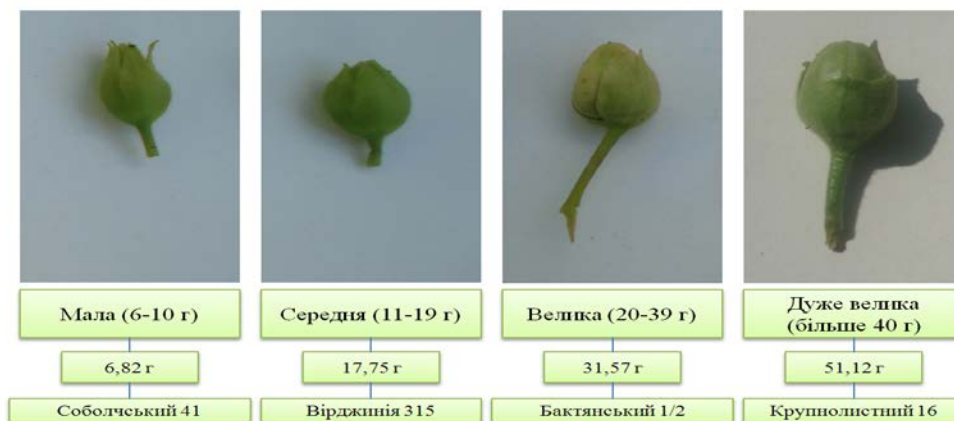 Мала (6-10 г)
Середня (11-19 г)
Велика (20-39 г)
Дуже велика
(більше 40 г)
6,82 г
17,75 г
31,57 г
51,12 г
Соболчський 41
Вірджинія 315
Бактянський 1/2
Крупнолистний 16